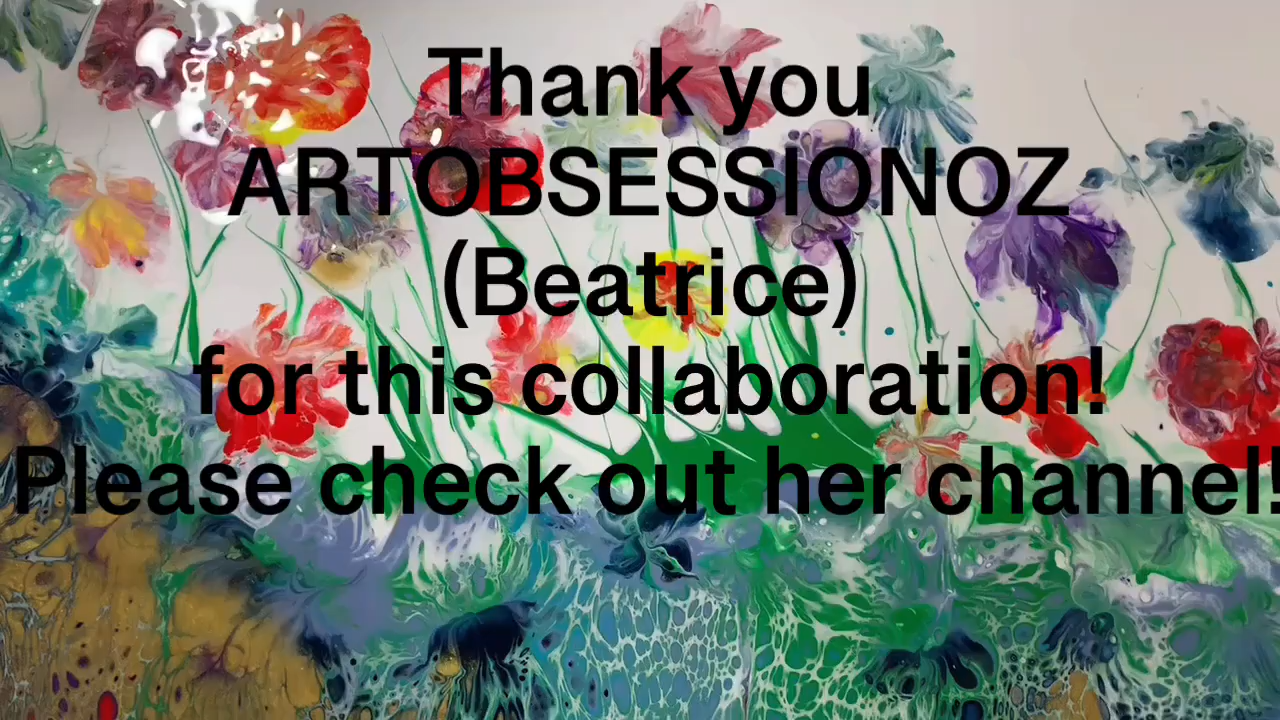 Thank you
ARTOBSESSIONOZ
(Beatrice)
for this collaboration!
Please check out her channel!